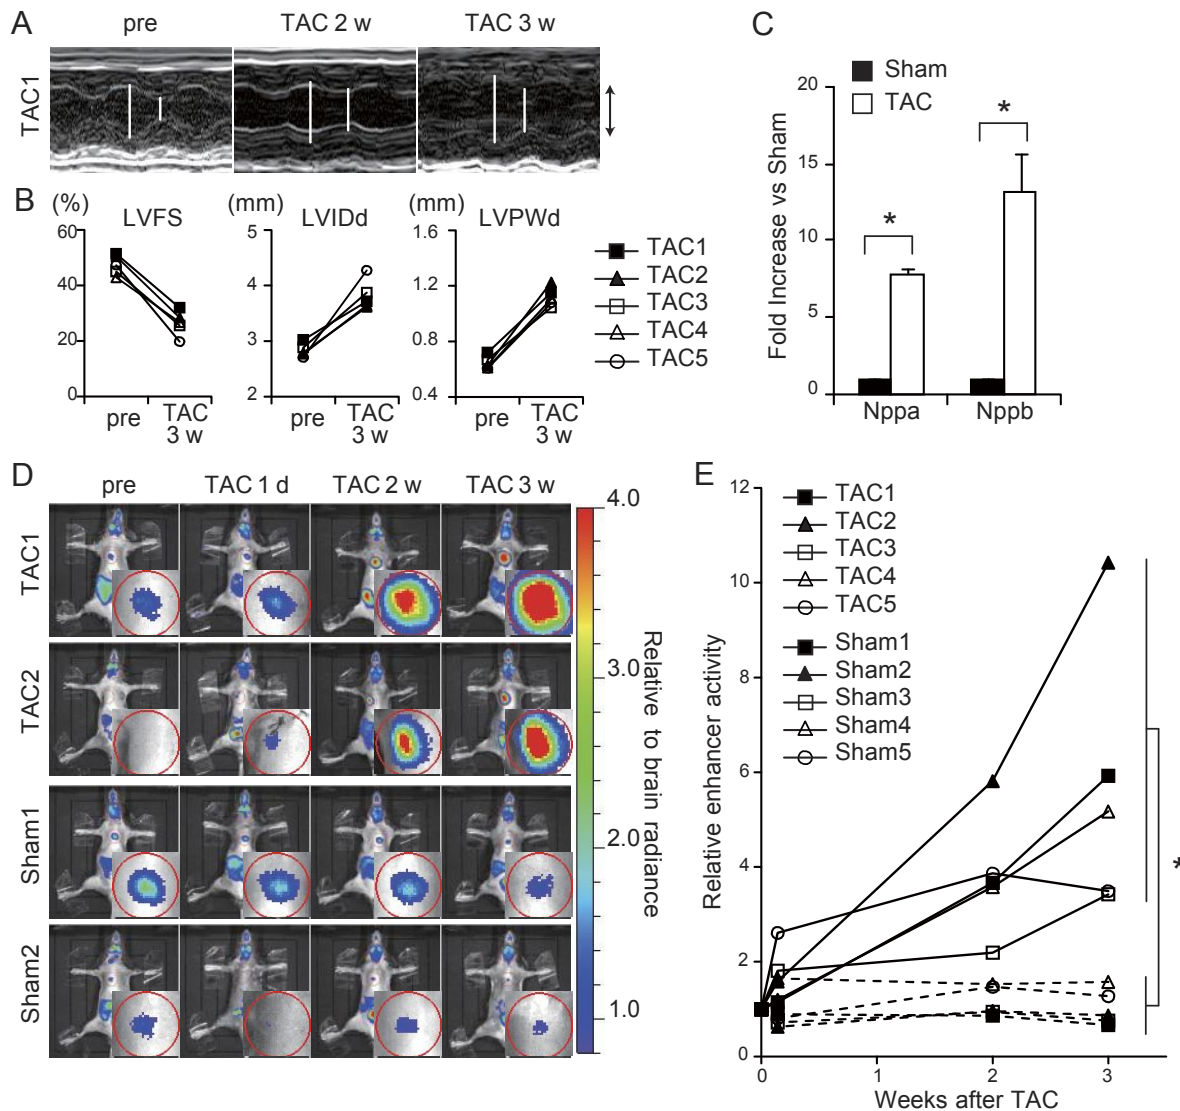 A
pre
TAC 2 w
TAC 3 w
TAC1
B
(%)
LVFS
60
40
20
0
pre
TAC
3 w
(mm)
LVIDd
5
4
3
2
pre
TAC
3 w
(mm)
LVPWd
1.6
1.2
0.8
0.4
pre
TAC
3 w
TAC1
TAC2
TAC3
TAC4
TAC5
C
Sham
TAC
Fold Increase vs Sham
20
15
10
5
0
*
*
Nppa
Nppb
D
pre
TAC 1 d
TAC 2 w
TAC 3 w
TAC1
TAC2
Sham1
Sham2
4.0
3.0
2.0
1.0
Relative to brain radiance
E
Relative enhancer activity
12
10
8
6
4
2
0
TAC1
TAC2
TAC3
TAC4
TAC5
Sham1
Sham2
Sham3
Sham4
Sham5
*
0
1
2
3
Weeks after TAC